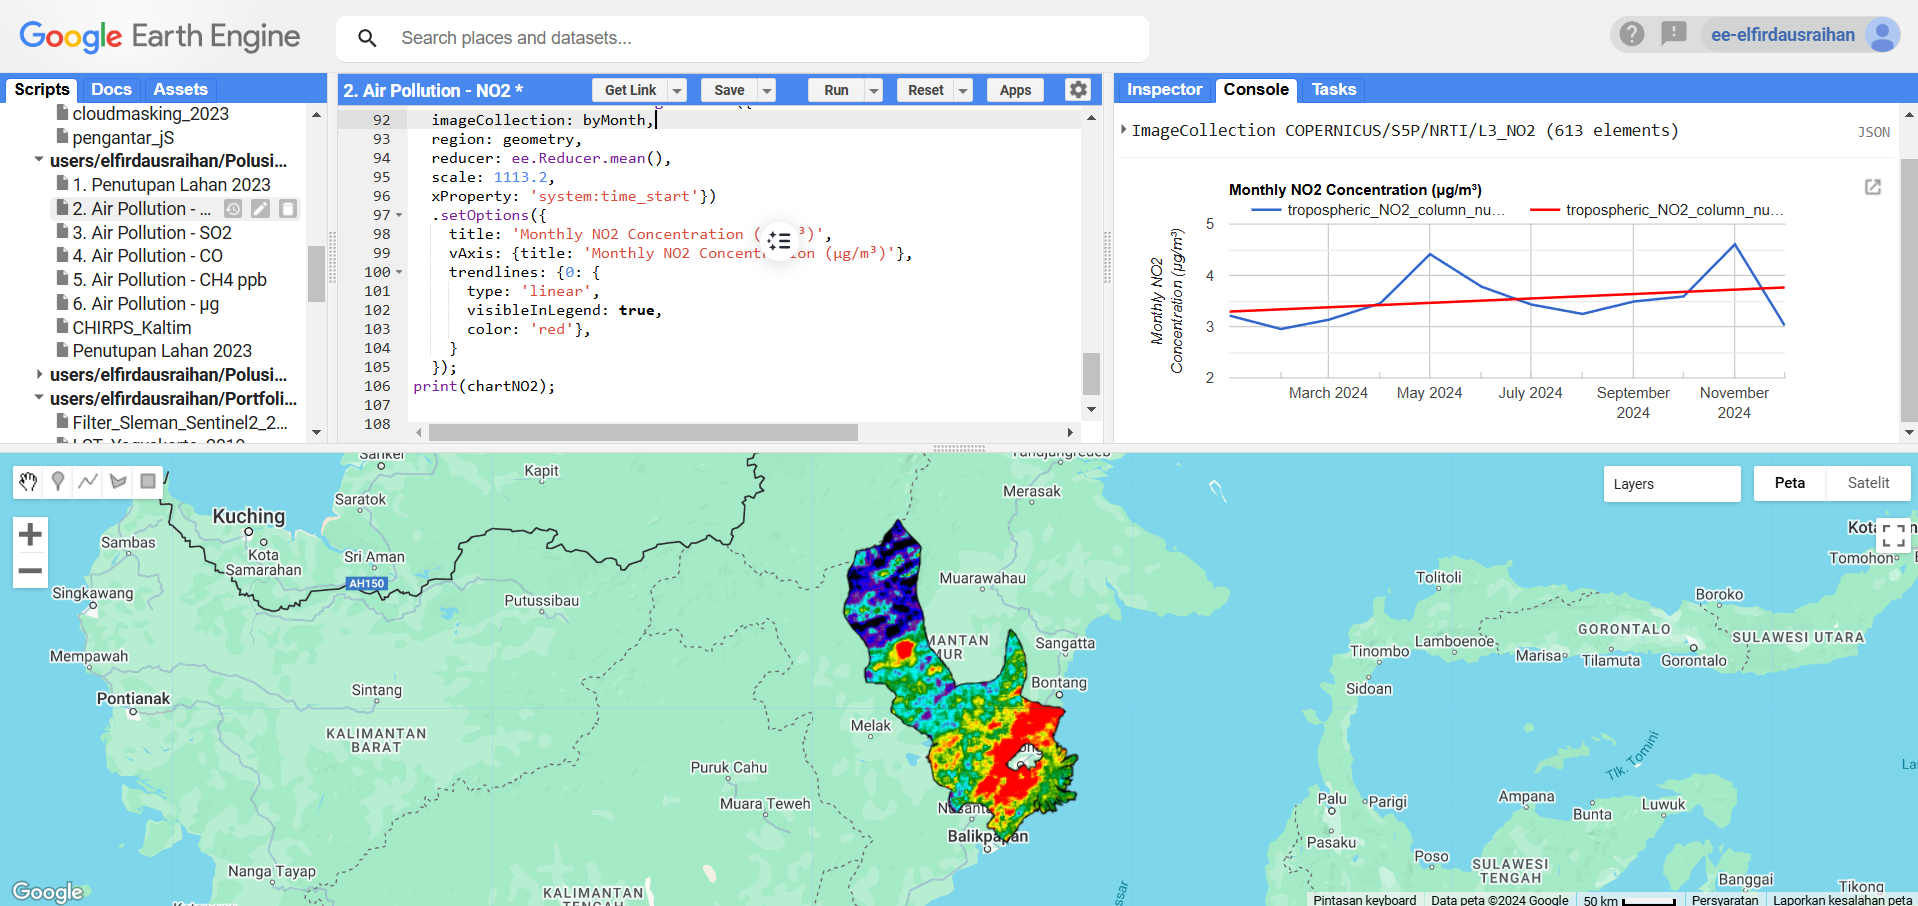 Google Earth Engine
Search places and datasets...
ee-elfirdausraihan
Scripts
Docs
Assets
cloudmasking_2023
pengantar_jS
users/elfirdausraihan/Polusi...
1. Penutupan Lahan 2023
2. Air Pollution - ...
3. Air Pollution - SO2
4. Air Pollution - CO
5. Air Pollution - CH4 ppb
6. Air Pollution - µg
CHIRPS_Kaltim
Penutupan Lahan 2023
users/elfirdausraihan/Polusi...
users/elfirdausraihan/Portfoli...
Filter_Sleman_Sentinel2_2...
2. Air Pollution - NO2 *
Get Link
Save
Run
Reset
Apps
92 imageCollection: byMonth,
93 region: geometry,
94 reducer: ee.Reducer.mean(),
95 scale: 1113.2,
96 xProperty: 'system:time_start'})
97 .setOptions({
98 title: 'Monthly NO2 Concentration ( ³)',
99 vAxis: {title: 'Monthly NO2 Concentration (µg/m³)'},
100 trendlines: {0: {
101 type: 'linear',
102 visibleInLegend: true,
103 color: 'red'},
104 }
105 });
106 print(chartNO2);
107
108
Inspector
Console
Tasks
ImageCollection COPERNICUS/S5P/NRTI/L3_NO2 (613 elements)
JSON
Monthly NO2 Concentration (µg/m³)
tropospheric_NO2_column_nu...
tropospheric_NO2_column_nu...
Monthly NO2
Concentration (µg/m³)
5
4
3
2
March 2024
May 2024
July 2024
September
2024
November
2024
Layers
Peta
Satelit
Kapit
Saratok
Merasak
Kuching
Sambas
Kota
Samarahan
Sri Aman
AH150
Singkawang
Putussibau
Muarawahau
Mempawah
MANTAN
MUR
Sangatta
Pontianak
Sintang
Bontang
KALIMANTAN
BARAT
Melak
Puruk Cahu
Muara Teweh
Balikpapan
Nanga Tayap
KALIMANTAN
TENGAH
Tomohon
Tolitoli
Boroko
GORONTALO
SULAWESI UTARA
Lamboenoe
Tinombo
Marisa
Tilamuta
Gorontalo
Sidoan
Tlk. Tomini
Palu
Parigi
Ampana
Bunta
Luwuk
Pasaku
Poso
SULAWESI
TENGAH
Banggai
Tikong
Google
Pintasan keyboard
Data peta ©2024 Google
50 km
Persyaratan
Laporkan kesalahan peta